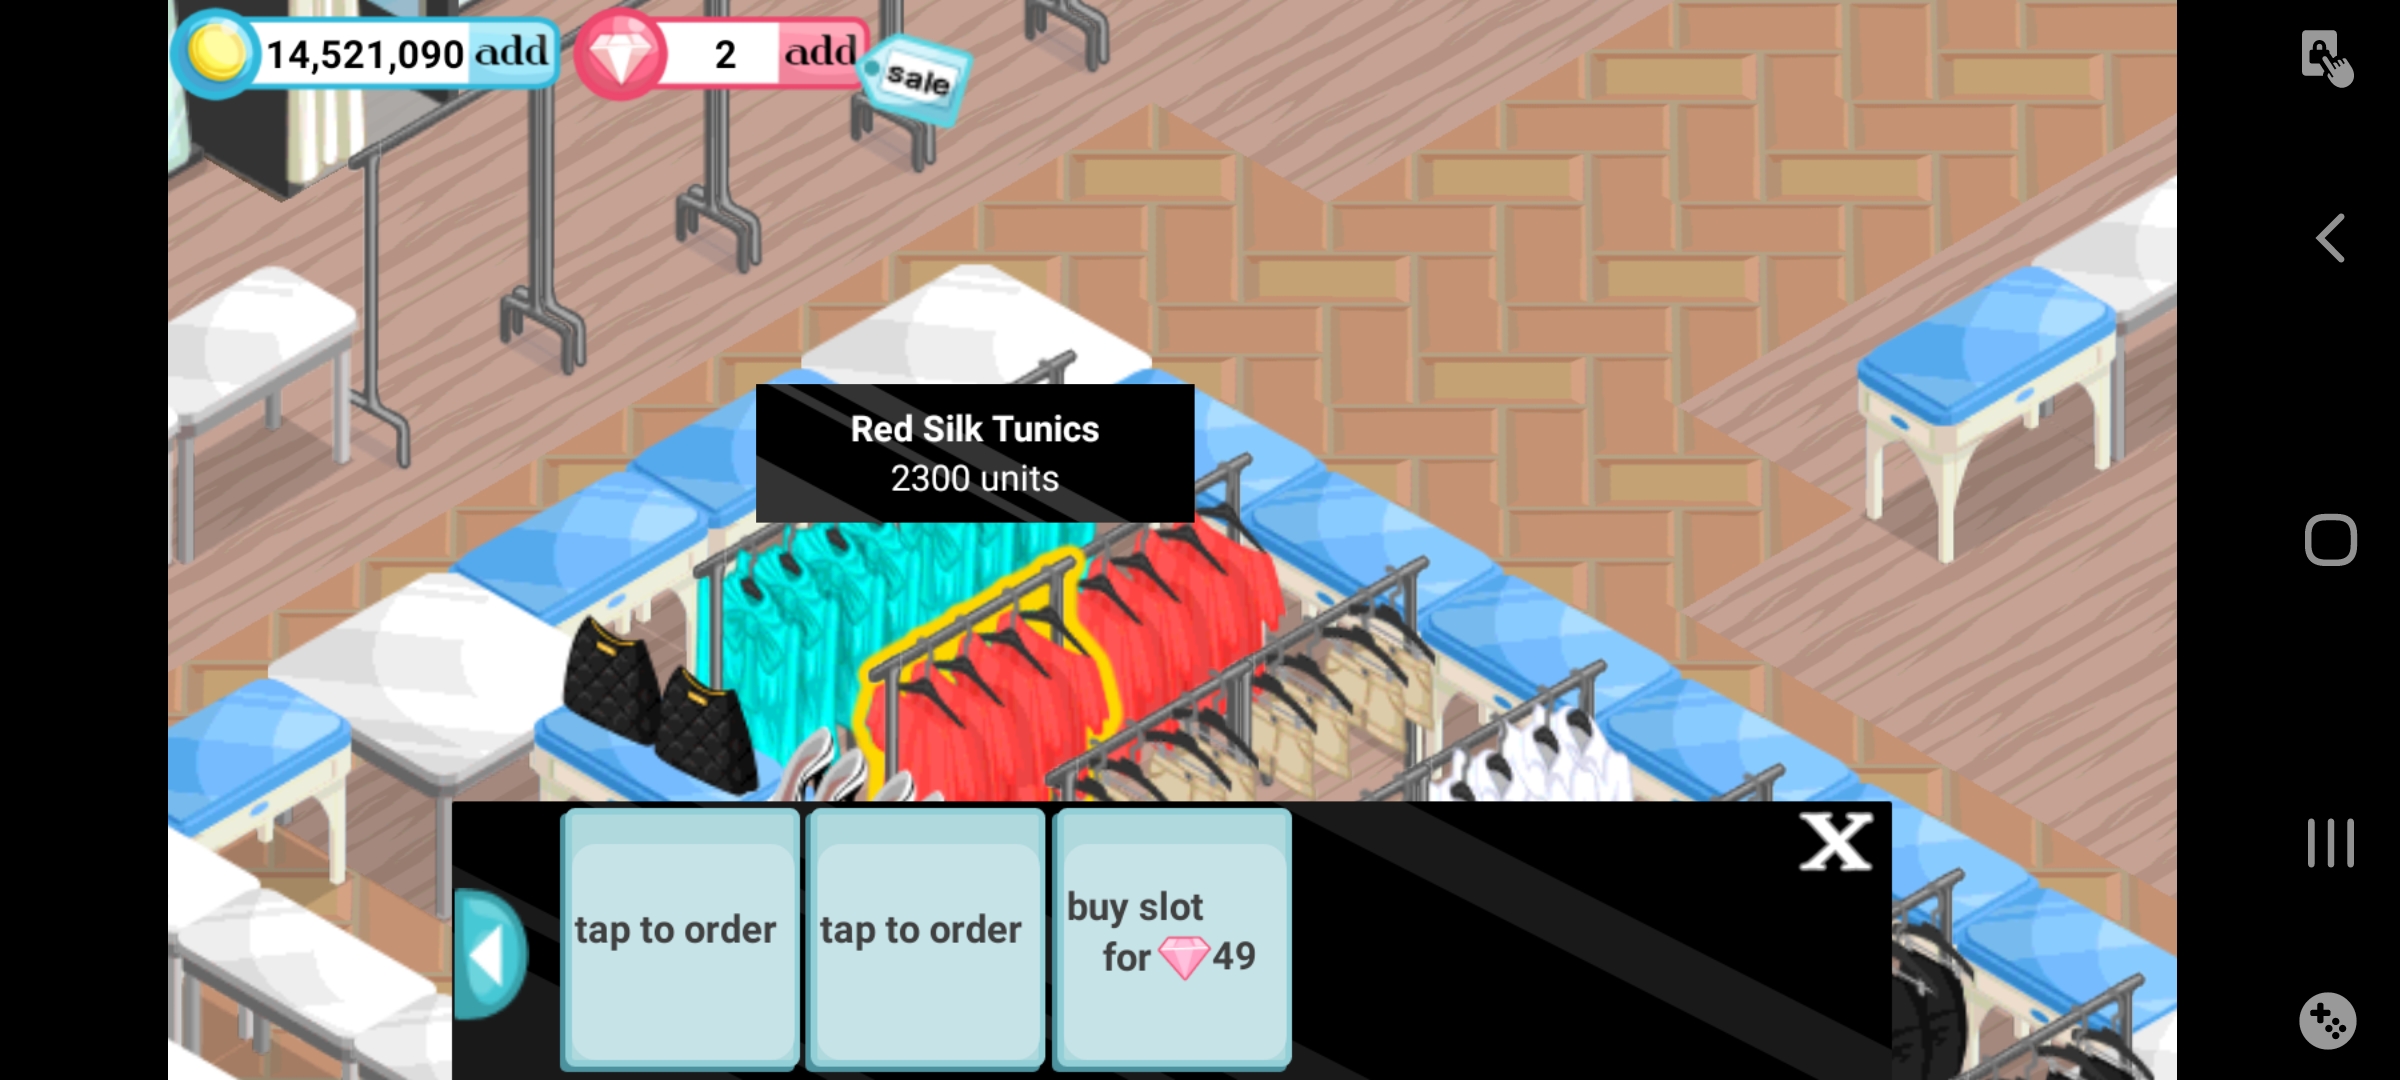 14,521,090 add
2 add
sale
Red Silk Tunics
2300 units
X
tap to order
tap to order
buy slot
for 49